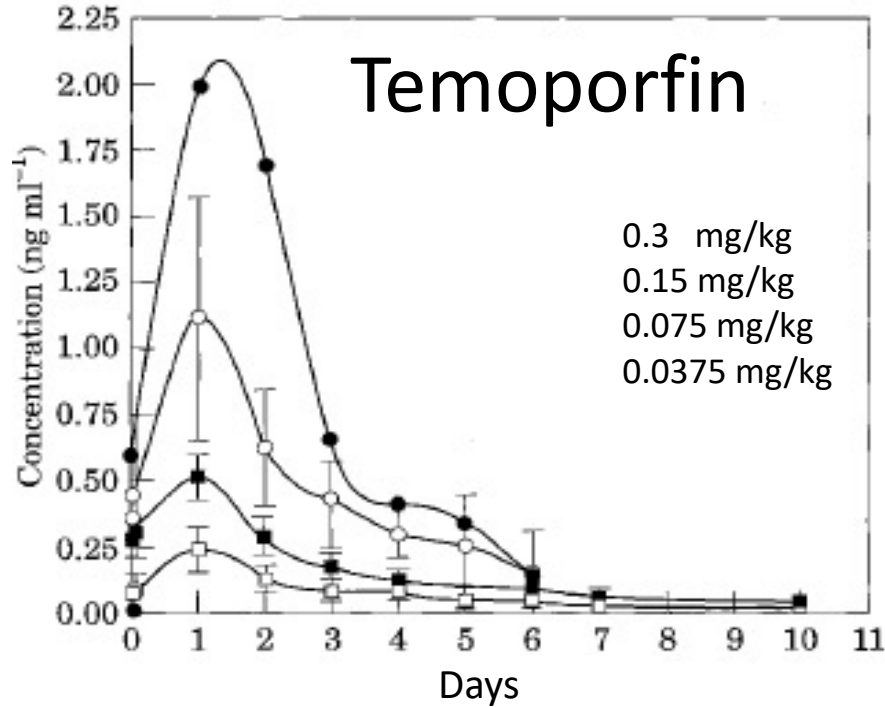 Temoporfin
0.3 mg/kg
0.15 mg/kg
0.075 mg/kg
0.0375 mg/kg
Concentration (ng ml⁻¹)
2.25
2.00
1.75
1.50
1.25
1.00
0.75
0.50
0.25
0.00
0 1 2 3 4 5 6 7 8 9 10 11
Days